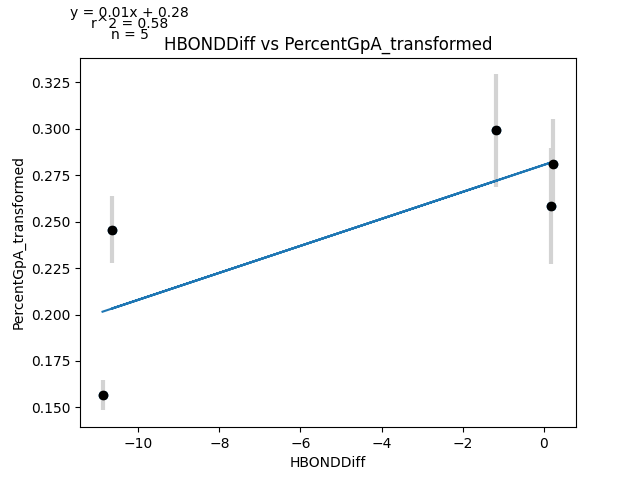 y = 0.01x + 0.28
r^2 = 0.58
n = 5
HBONDDiff vs PercentGpA_transformed
PercentGpA_transformed
0.325
0.300
0.275
0.250
0.225
0.200
0.175
0.150
−10
−8
−6
−4
−2
0
HBONDDiff